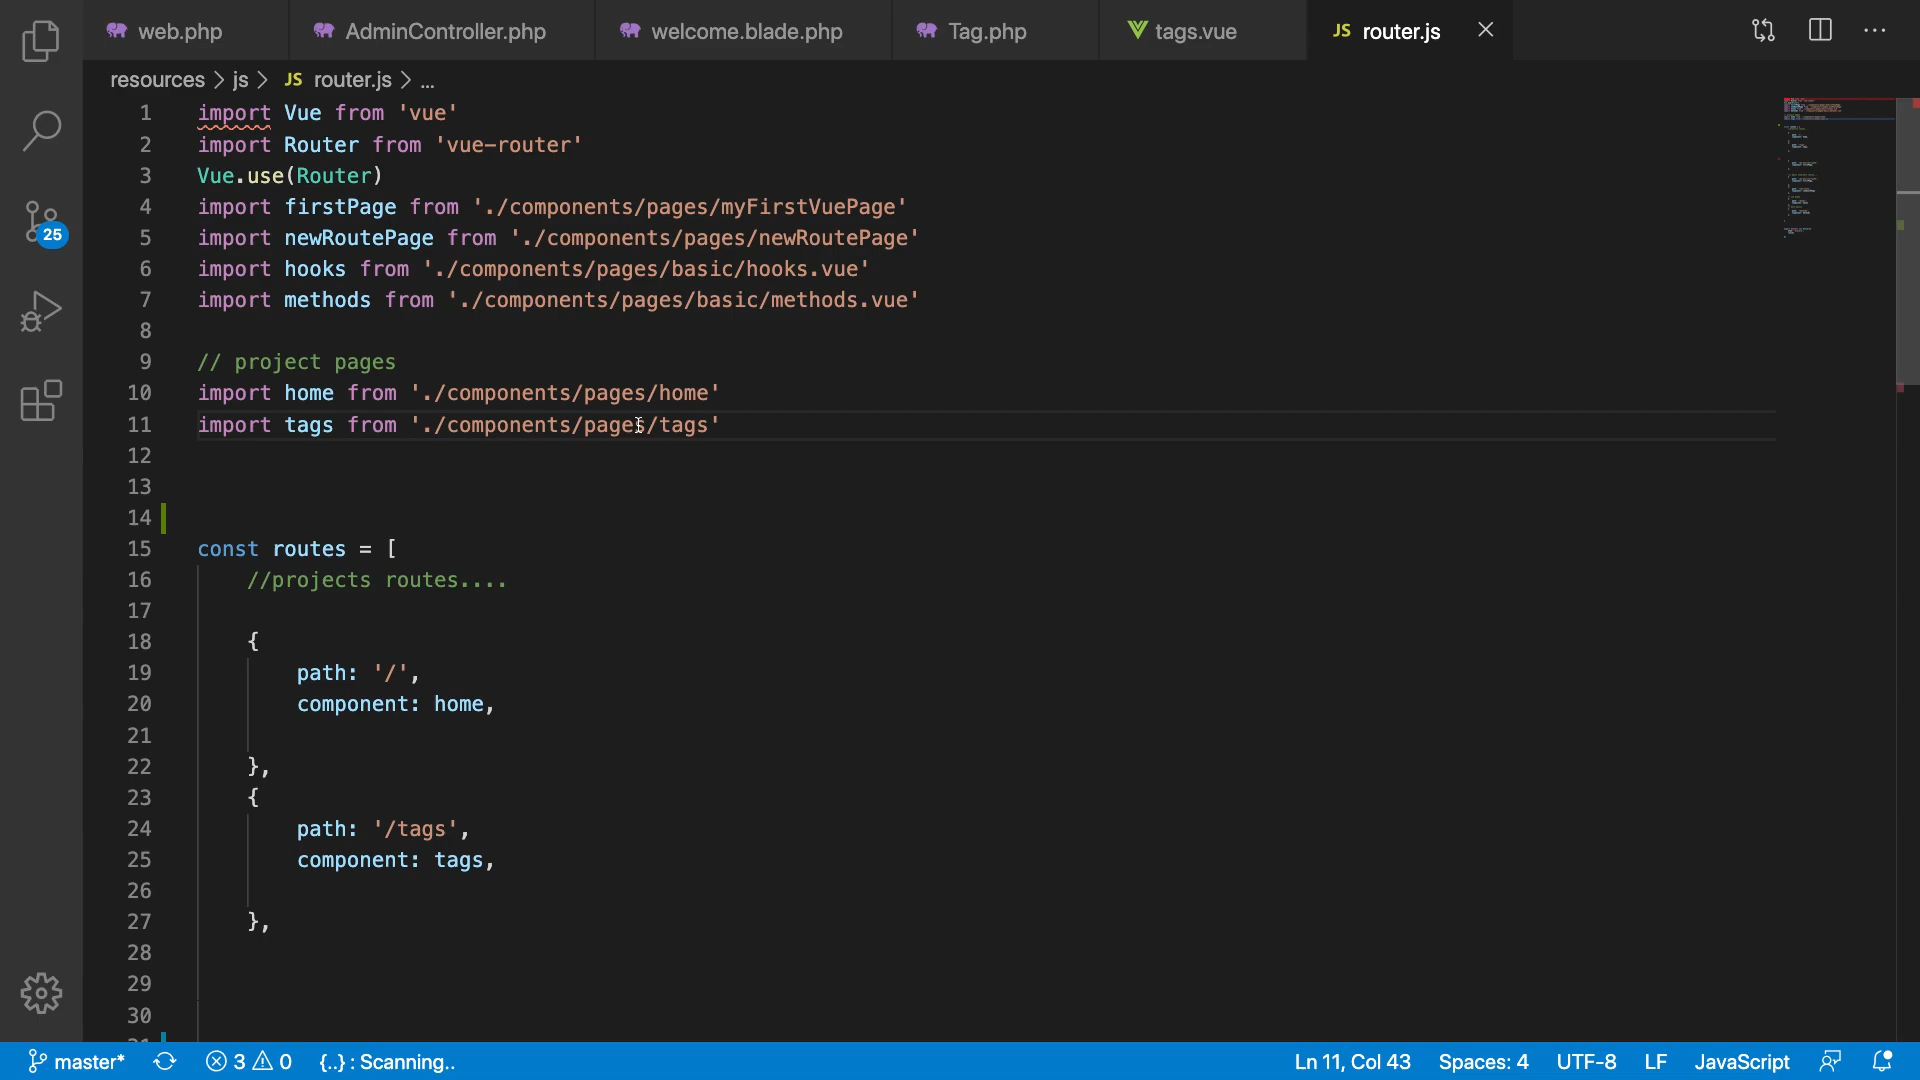 web.php
AdminController.php
welcome.blade.php
Tag.php
tags.vue
JS router.js
resources > js > JS router.js > ...
1 import Vue from 'vue'
2 import Router from 'vue-router'
3 Vue.use(Router)
4 import firstPage from './components/pages/myFirstVuePage'
5 import newRoutePage from './components/pages/newRoutePage'
6 import hooks from './components/pages/basic/hooks.vue'
7 import methods from './components/pages/basic/methods.vue'
8
9 // project pages
10 import home from './components/pages/home'
11 import tags from './components/pages/tags'
12
13
14
15 const routes = [
16 //projects routes....
17
18 {
19 path: '/',
20 component: home,
21
22 },
23 {
24 path: '/tags',
25 component: tags,
26
27 },
28
29
30
25
master* 3 0 {..} : Scanning.. Ln 11, Col 43 Spaces: 4 UTF-8 LF JavaScript